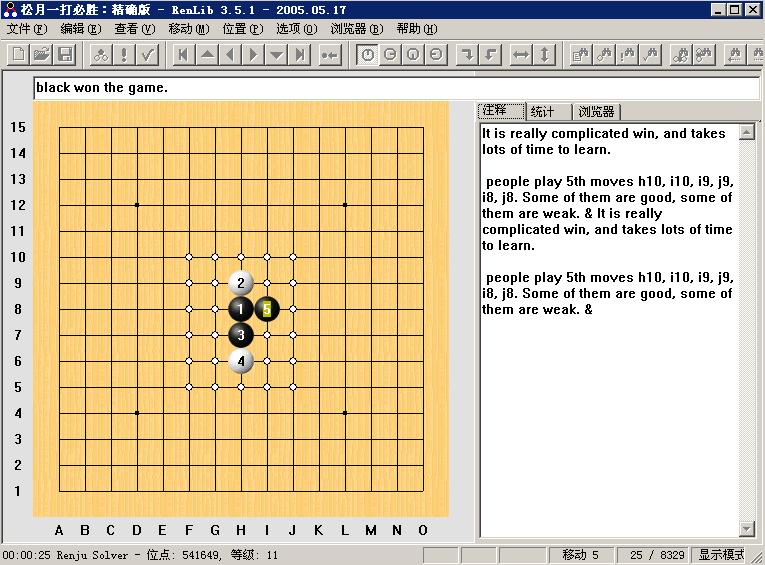 松月一打必胜：精确版 - RenLib 3.5.1 - 2005.05.17
文件(F) 编辑(E) 查看(V) 移动(M) 位置(P) 选项(O) 浏览器(B) 帮助(H)
black won the game.
注释 统计 浏览器
It is really complicated win, and takes
lots of time to learn.
people play 5th moves h10, i10, i9, j9,
i8, j8. Some of them are good, some of
them are weak. & It is really
complicated win, and takes lots of time
to learn.
people play 5th moves h10, i10, i9, j9,
i8, j8. Some of them are good, some of
them are weak. &
15
14
13
12
11
10
9 2
8 1 5
7 3
6 4
5
4
3
2
1
A B C D E F G H I J K L M N O
00:00:25 Renju Solver - 位点: 541649, 等级: 11 移动 5 25 / 8329 显示模式